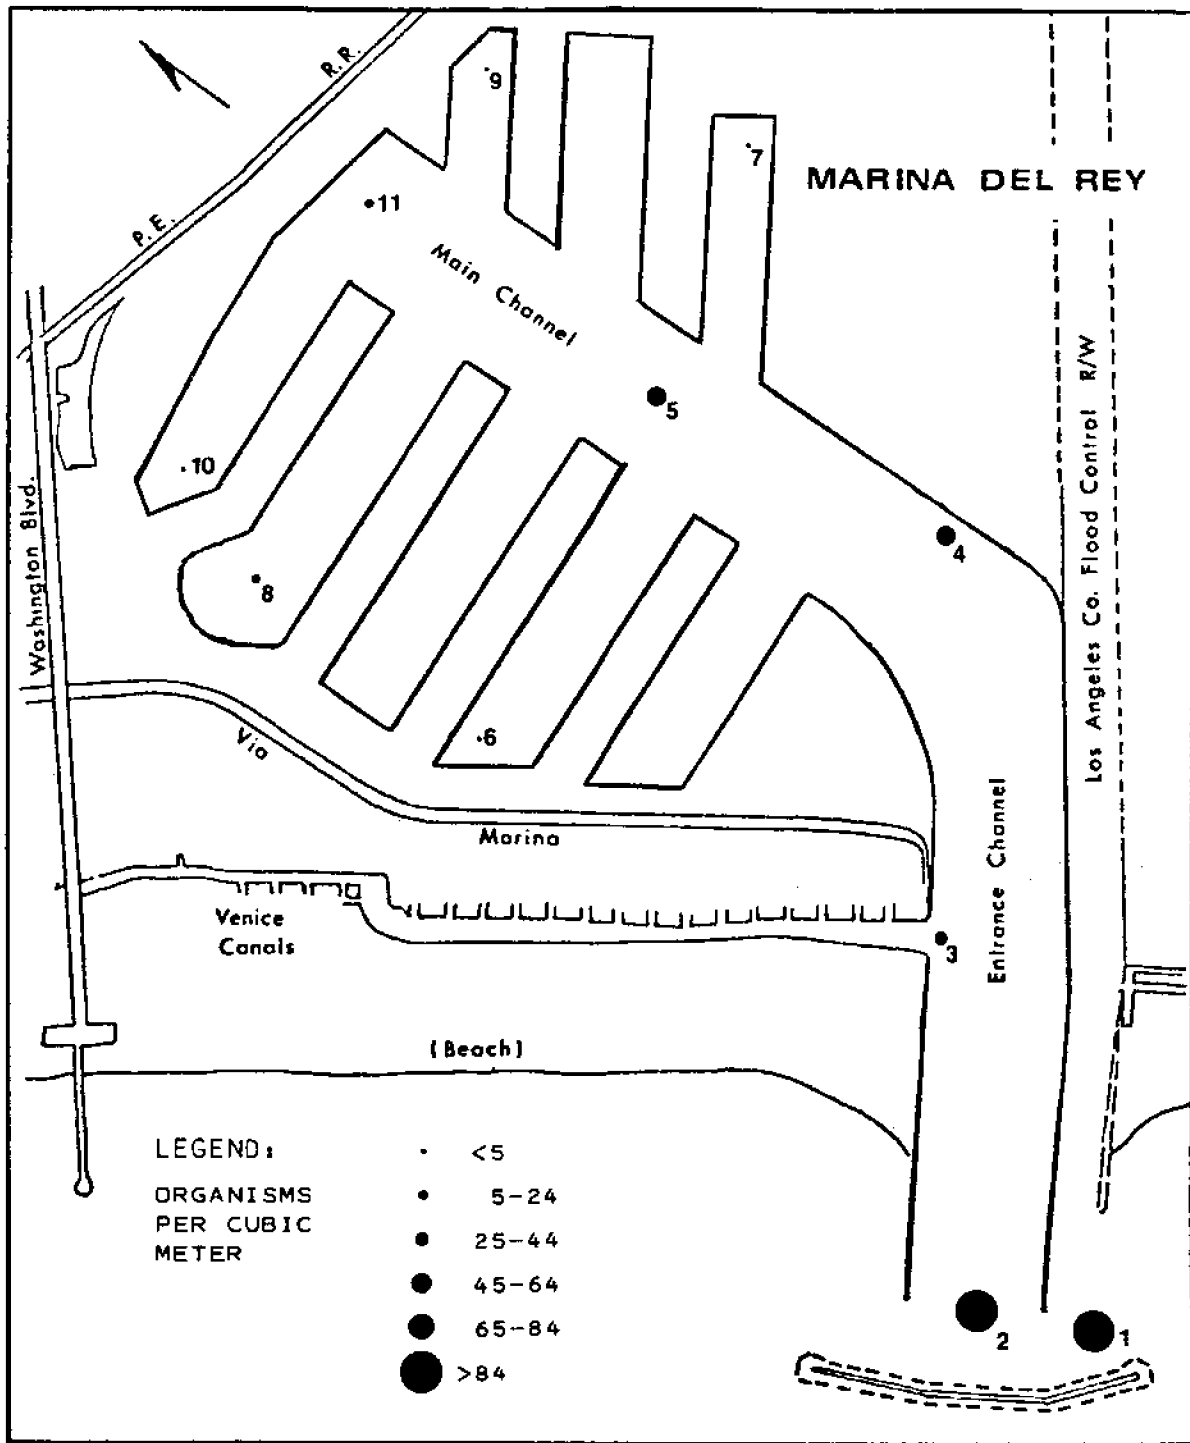 R.R.
P.E.
9
7
MARINA DEL REY
11
Main Channel
5
10
4
8
Washington Blvd.
Los Angeles Co. Flood Control R/W
6
Via
Marina
Entrance Channel
Venice
Canals
3
(Beach)
LEGEND:
ORGANISMS
PER CUBIC
METER
<5
5-24
25-44
45-64
65-84
>84
2
1